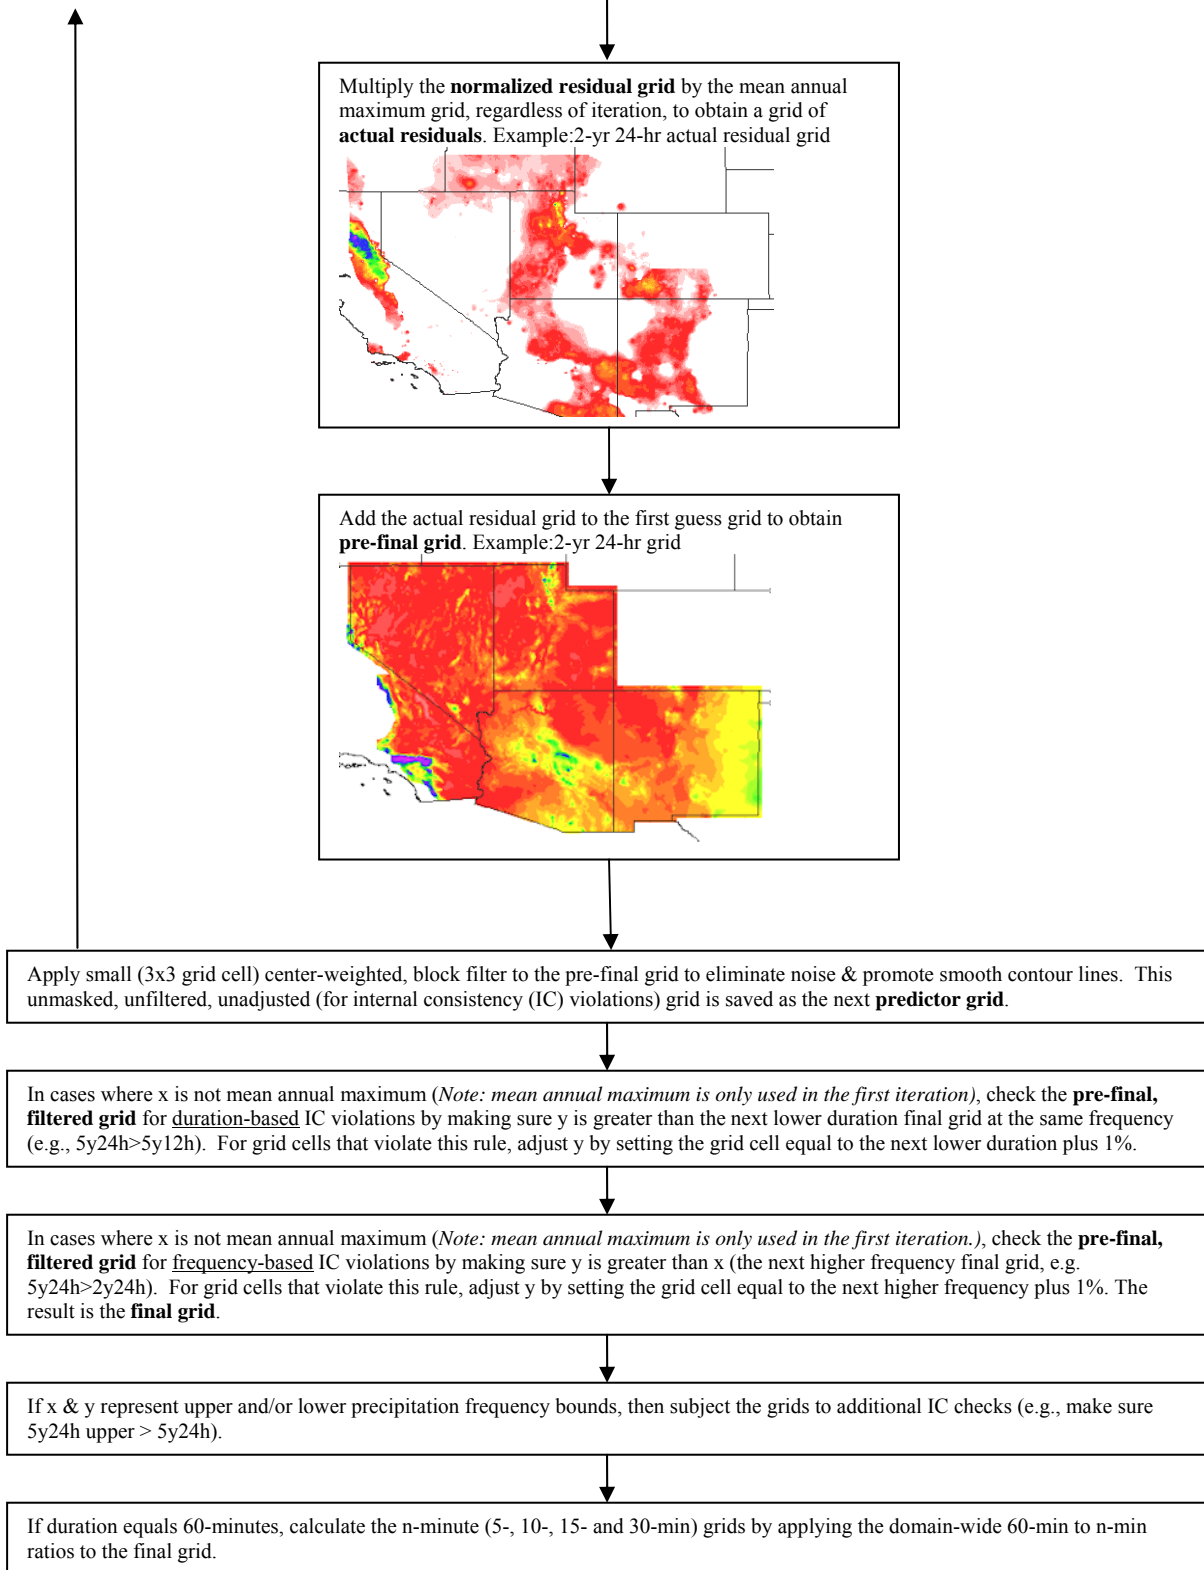 Multiply the normalized residual grid by the mean annual
maximum grid, regardless of iteration, to obtain a grid of
actual residuals. Example:2-yr 24-hr actual residual grid
Add the actual residual grid to the first guess grid to obtain
pre-final grid. Example:2-yr 24-hr grid
Apply small (3x3 grid cell) center-weighted, block filter to the pre-final grid to eliminate noise & promote smooth contour lines.  This
unmasked, unfiltered, unadjusted (for internal consistency (IC) violations) grid is saved as the next predictor grid.
In cases where x is not mean annual maximum (Note: mean annual maximum is only used in the first iteration), check the pre-final,
filtered grid for duration-based IC violations by making sure y is greater than the next lower duration final grid at the same frequency
(e.g., 5y24h>5y12h).  For grid cells that violate this rule, adjust y by setting the grid cell equal to the next lower duration plus 1%.
In cases where x is not mean annual maximum (Note: mean annual maximum is only used in the first iteration.), check the pre-final,
filtered grid for frequency-based IC violations by making sure y is greater than x (the next higher frequency final grid, e.g.
5y24h>2y24h).  For grid cells that violate this rule, adjust y by setting the grid cell equal to the next higher frequency plus 1%. The
result is the final grid.
If x & y represent upper and/or lower precipitation frequency bounds, then subject the grids to additional IC checks (e.g., make sure
5y24h upper > 5y24h).
If duration equals 60-minutes, calculate the n-minute (5-, 10-, 15- and 30-min) grids by applying the domain-wide 60-min to n-min
ratios to the final grid.